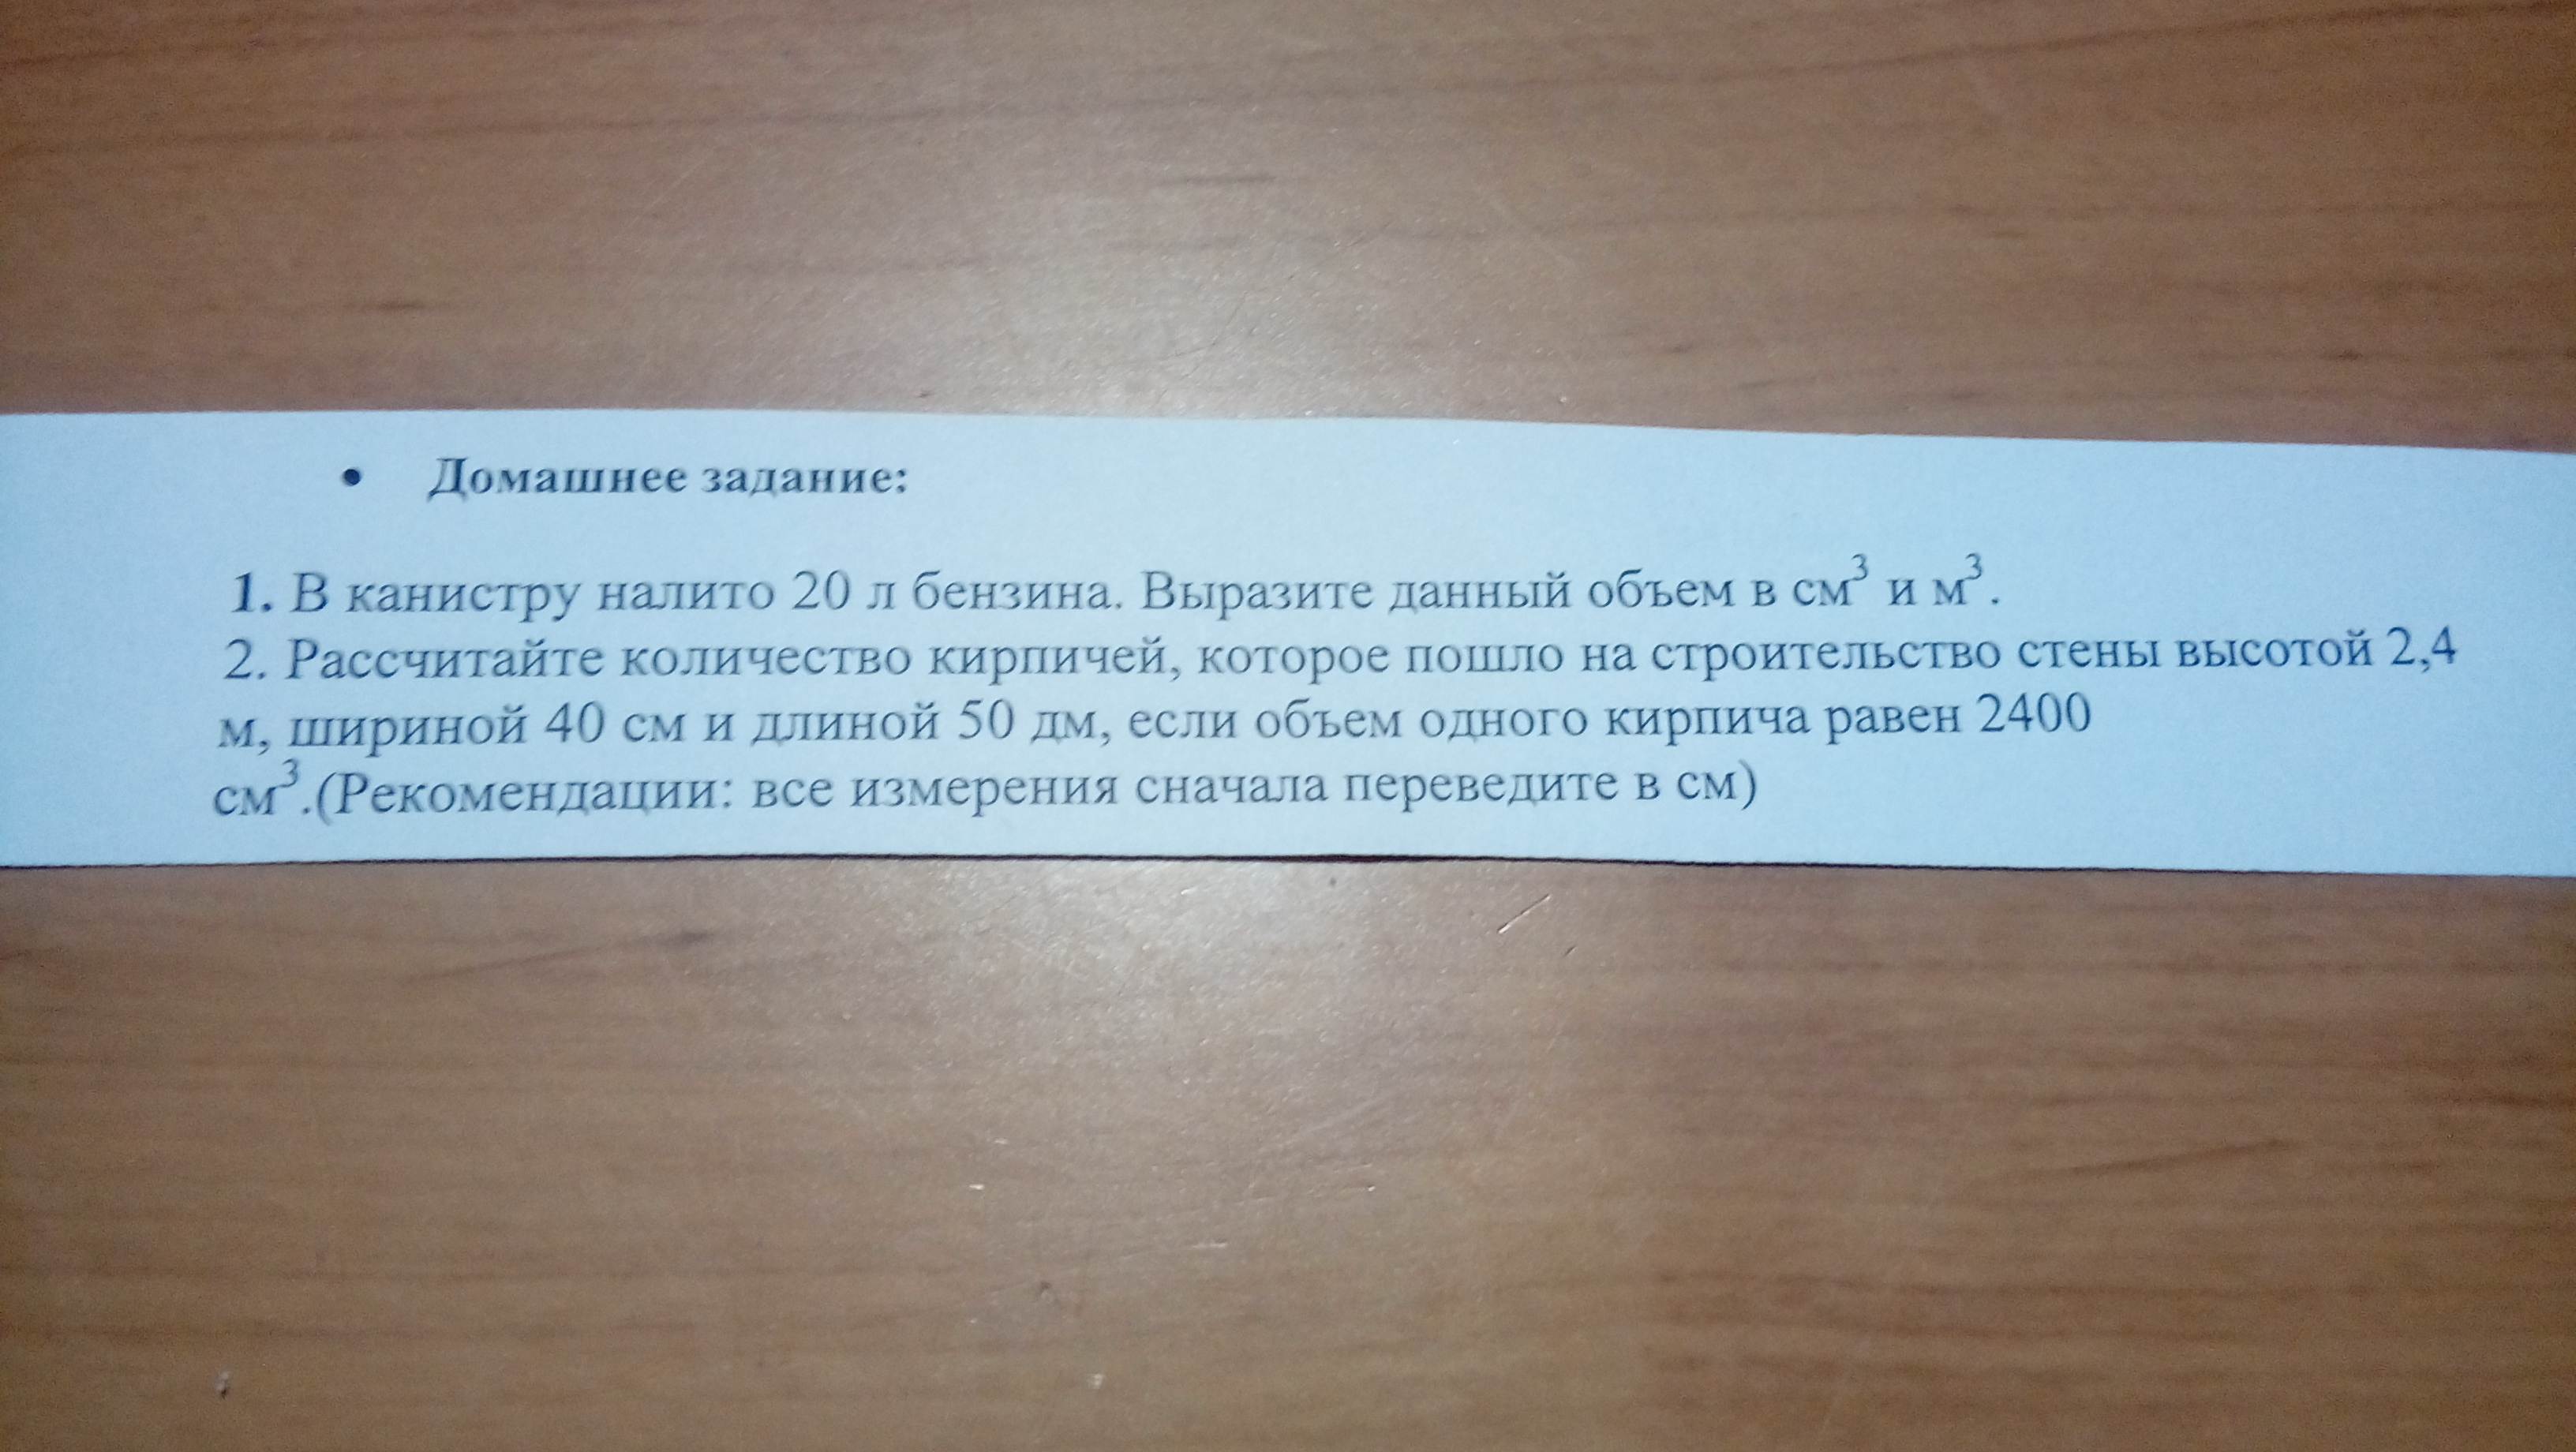 • Домашнее задание:
1. В канистру налито 20 л бензина. Выразите данный объем в см³ и м³.
2. Рассчитайте количество кирпичей, которое пошло на строительство стены высотой 2,4
м, шириной 40 см и длиной 50 дм, если объем одного кирпича равен 2400
см³.(Рекомендации: все измерения сначала переведите в см)